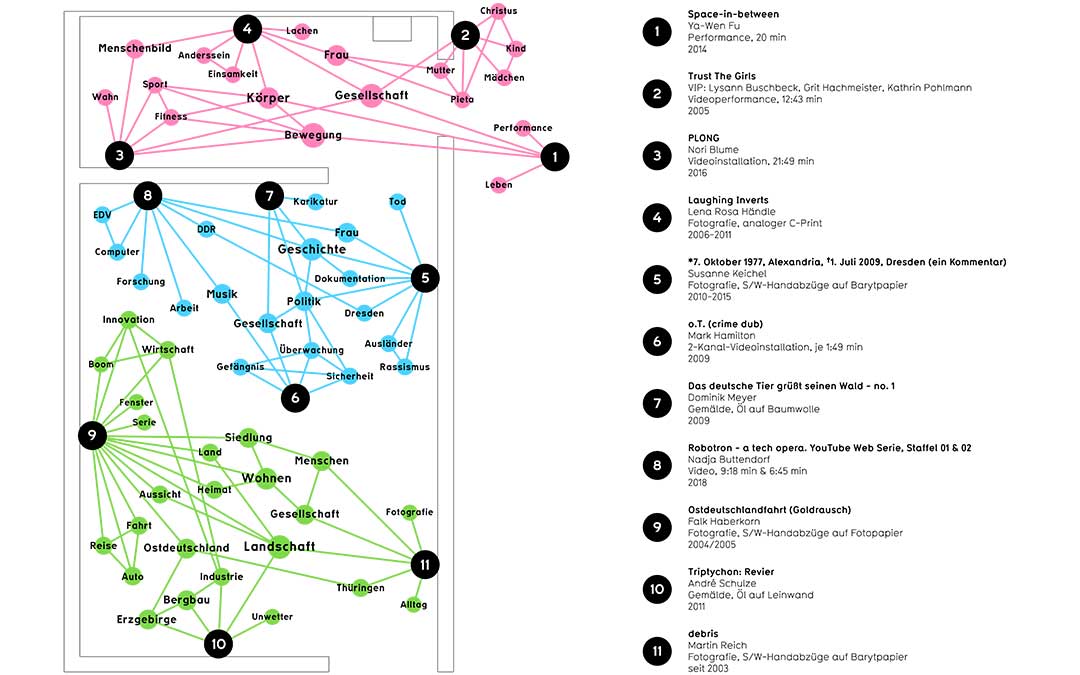 Christus
4
Lachen
2
Menschenbild
Anderssein
Frau
Kind
Einsamkeit
Mutter
Mädchen
Sport
Wahn
Körper
Gesellschaft
Pieta
Fitness
Bewegung
Performance
3
1
Leben
8
7
Karikatur
Tod
EDV
DDR
Frau
Computer
Geschichte
Forschung
Dokumentation
5
Musik
Politik
Arbeit
Dresden
Gesellschaft
Innovation
Ausländer
Wirtschaft
Überwachung
Boom
Gefängnis
Sicherheit
Rassismus
6
Fenster
Serie
9
Siedlung
Land
Menschen
Wohnen
Heimat
Aussicht
Gesellschaft
Fotografie
Fahrt
Reise
Ostdeutschland
Landschaft
11
Auto
Industrie
Thüringen
Bergbau
Alltag
Erzgebirge
Unwetter
10
1
Space-in-between
Ya-Wen Fu
Performance, 20 min
2014
2
Trust The Girls
VIP: Lysann Buschbeck, Grit Hachmeister, Kathrin Pohlmann
Videoperformance, 12:43 min
2005
3
PLONG
Nori Blume
Videoinstallation, 21:49 min
2016
4
Laughing Inverts
Lena Rosa Händle
Fotografie, analoger C-Print
2006-2011
5
*7. Oktober 1977, Alexandria, †1. Juli 2009, Dresden (ein Kommentar)
Susanne Keichel
Fotografie, S/W-Handabzüge auf Barytpapier
2010-2015
6
o.T. (crime dub)
Mark Hamilton
2-Kanal-Videoinstallation, je 1:49 min
2009
7
Das deutsche Tier grüßt seinen Wald - no. 1
Dominik Meyer
Gemälde, Öl auf Baumwolle
2009
8
Robotron - a tech opera. YouTube Web Serie, Staffel 01 & 02
Nadja Buttendorf
Video, 9:18 min & 6:45 min
2018
9
Ostdeutschlandfahrt (Goldrausch)
Falk Haberkorn
Fotografie, S/W-Handabzüge auf Fotopapier
2004/2005
10
Triptychon: Revier
André Schulze
Gemälde, Öl auf Leinwand
2011
11
debris
Martin Reich
Fotografie, S/W-Handabzüge auf Barytpapier
seit 2003